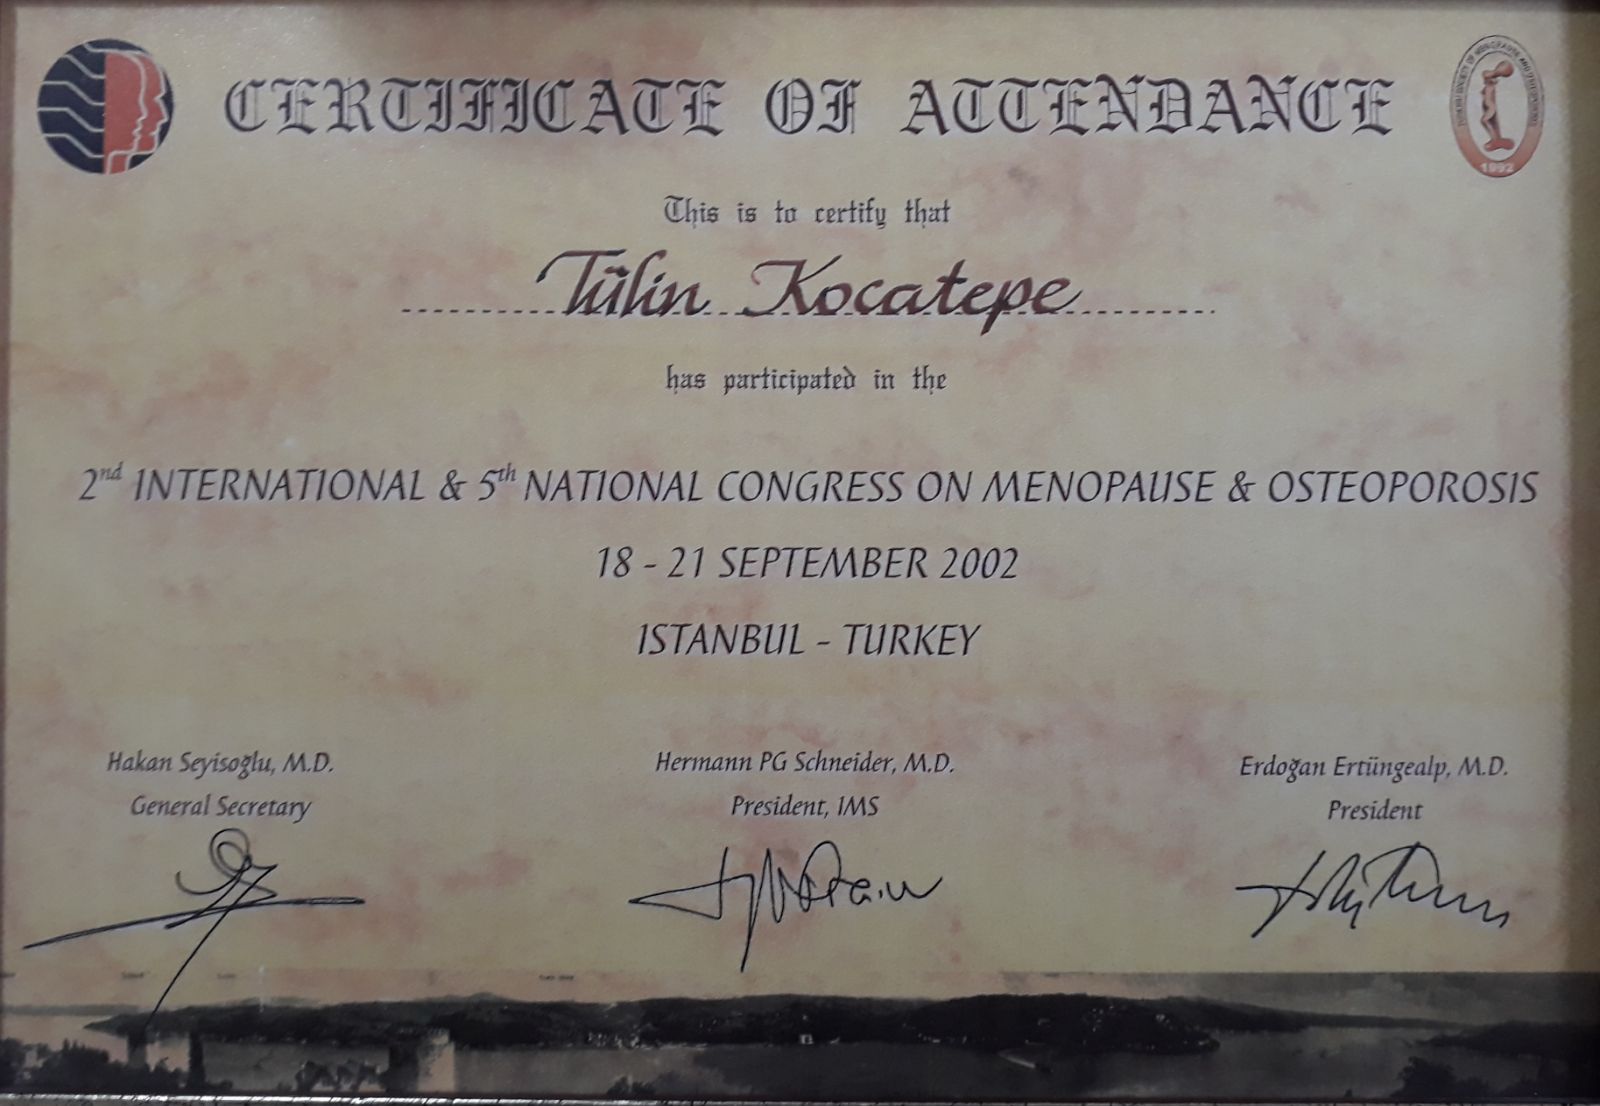 CERTIFICATE OF ATTENDANCE
1992
This is to certify that
Tülin Kocatepe
has participated in the
2nd INTERNATIONAL & 5th NATIONAL CONGRESS ON MENOPAUSE & OSTEOPOROSIS
18 - 21 SEPTEMBER 2002
ISTANBUL - TURKEY
Hakan Seyisoğlu, M.D.
General Secretary
Hermann PG Schneider, M.D.
President, IMS
Erdoğan Ertüngealp, M.D.
President